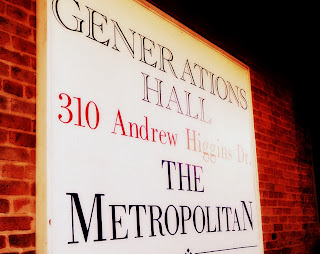 GENERATIONS
HALL
310 Andrew Higgins Dr.
THE
METROPOLITAN